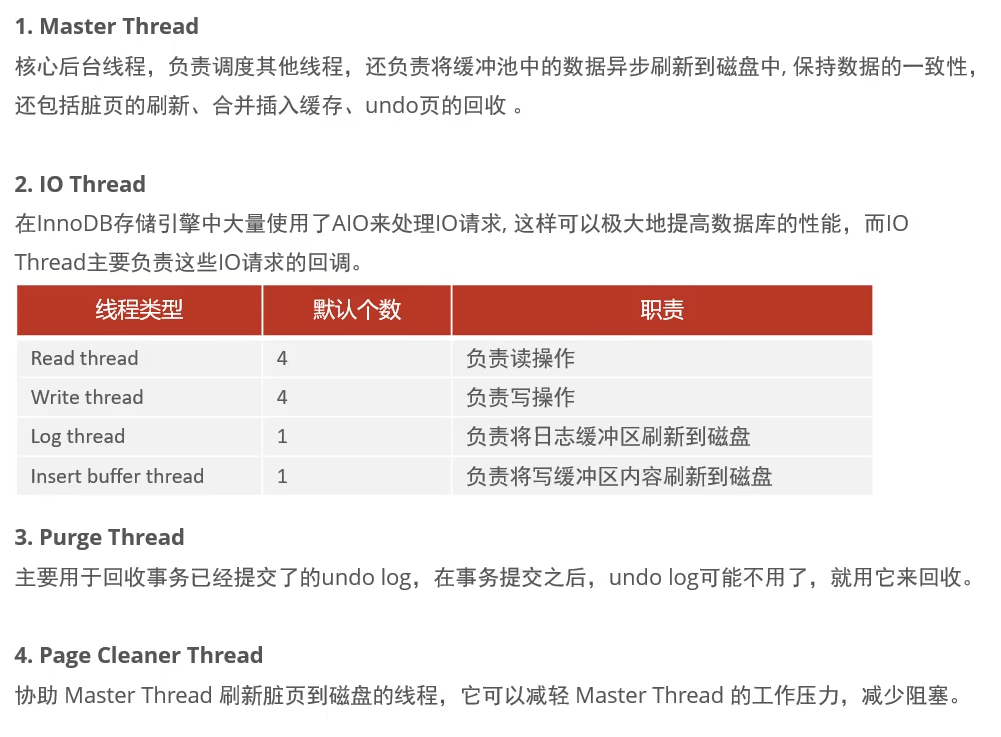 1. Master Thread
核心后台线程，负责调度其他线程，还负责将缓冲池中的数据异步刷新到磁盘中, 保持数据的一致性，
还包括脏页的刷新、合并插入缓存、undo页的回收 。
2. IO Thread
在InnoDB存储引擎中大量使用了AIO来处理IO请求, 这样可以极大地提高数据库的性能，而IO
Thread主要负责这些IO请求的回调。
线程类型 默认个数 职责
Read thread 4 负责读操作
Write thread 4 负责写操作
Log thread 1 负责将日志缓冲区刷新到磁盘
Insert buffer thread 1 负责将写缓冲区内容刷新到磁盘
3. Purge Thread
主要用于回收事务已经提交了的undo log，在事务提交之后，undo log可能不用了，就用它来回收。
4. Page Cleaner Thread
协助 Master Thread 刷新脏页到磁盘的线程，它可以减轻 Master Thread 的工作压力，减少阻塞。